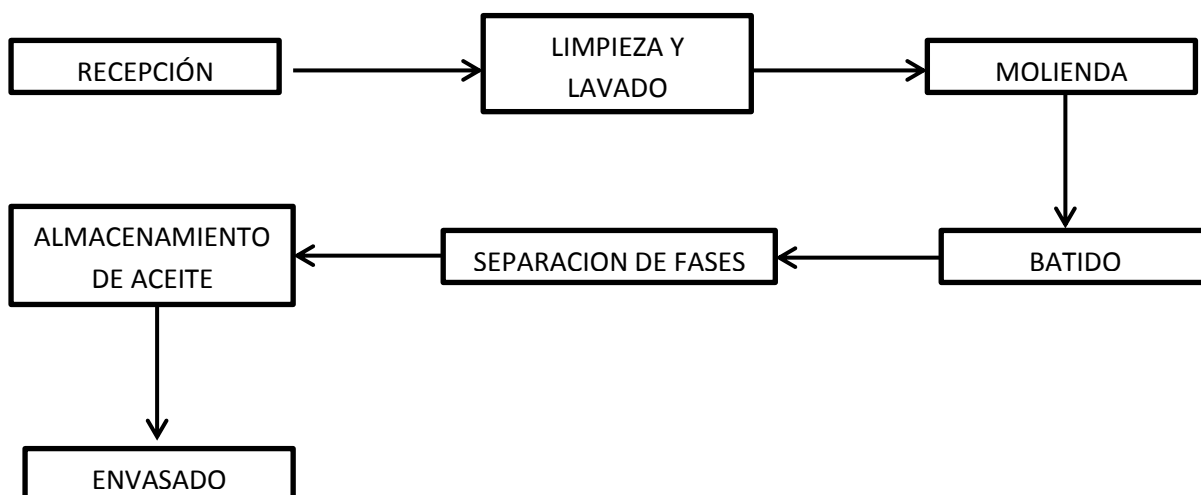 RECEPCIÓN
LIMPIEZA Y
LAVADO
MOLIENDA
BATIDO
SEPARACION DE FASES
ALMACENAMIENTO
DE ACEITE
ENVASADO